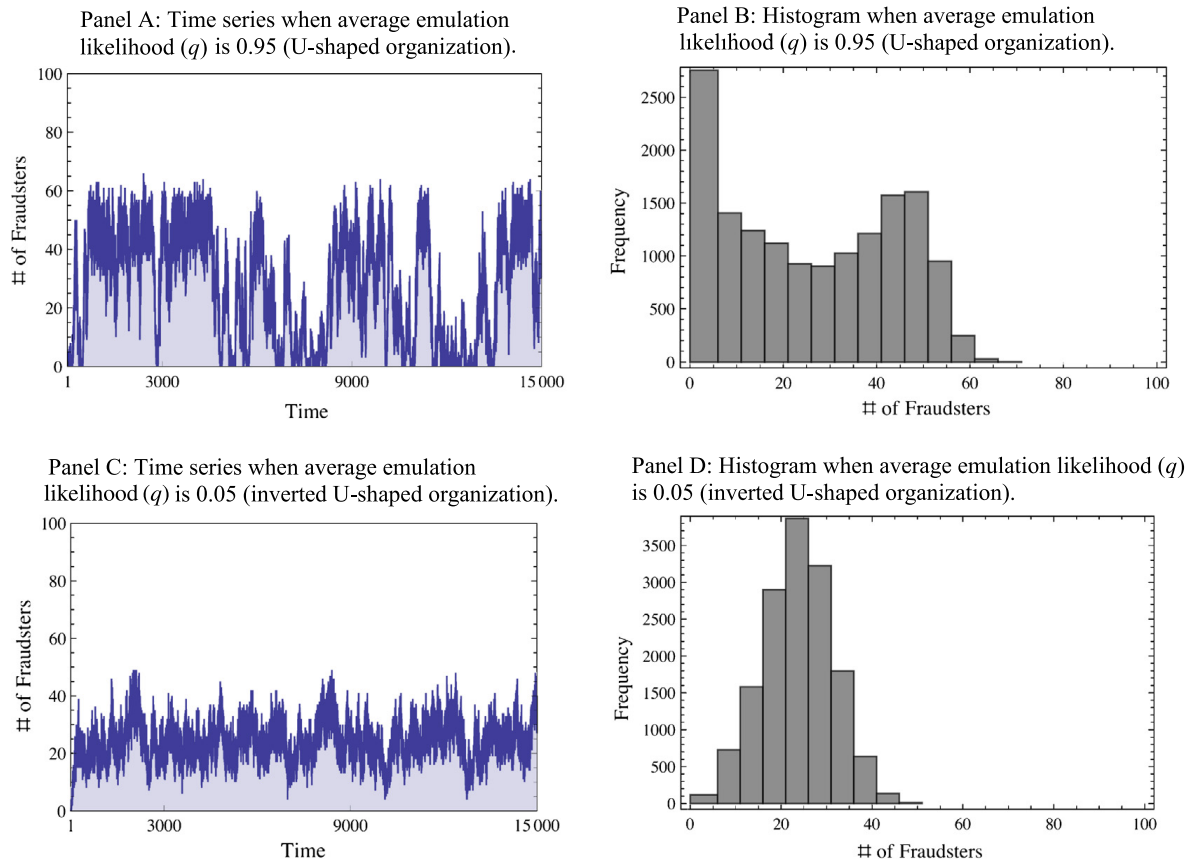 Panel A: Time series when average emulation
likelihood (q) is 0.95 (U-shaped organization).
100
80
60
40
20
0
# of Fraudsters
1 3000 9000 15 000
Time
Panel B: Histogram when average emulation
likelihood (q) is 0.95 (U-shaped organization).
2500
2000
1500
1000
500
0
Frequency
0 20 40 60 80 100
# of Fraudsters
Panel C: Time series when average emulation
likelihood (q) is 0.05 (inverted U-shaped organization).
100
80
60
40
20
0
# of Fraudsters
1 3000 9000 15 000
Time
Panel D: Histogram when average emulation likelihood (q)
is 0.05 (inverted U-shaped organization).
3500
3000
2500
2000
1500
1000
500
0
Frequency
0 20 40 60 80 100
# of Fraudsters